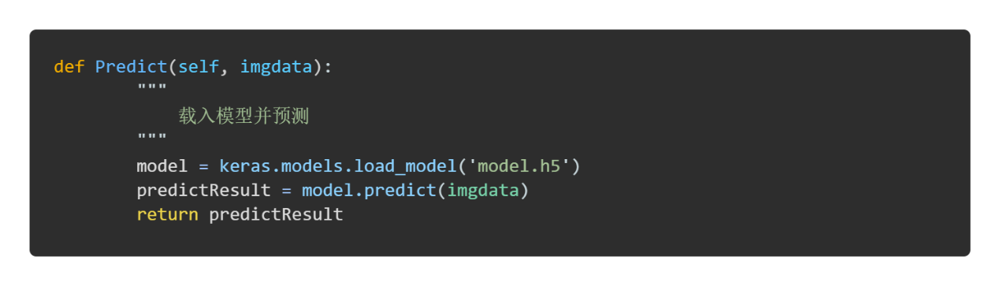 def Predict(self, imgdata):
        """
            载入模型并预测
        """
        model = keras.models.load_model('model.h5')
        predictResult = model.predict(imgdata)
        return predictResult